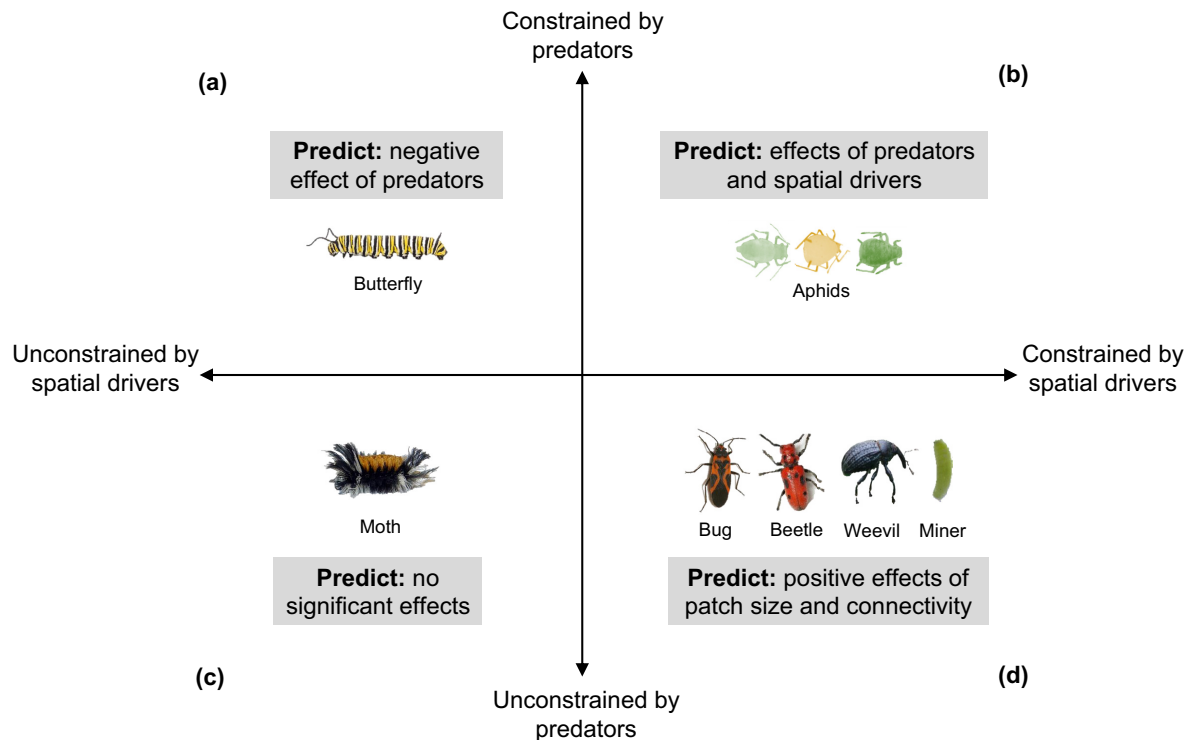 Constrained by
predators
(a)
(b)
Predict: negative
effect of predators
Predict: effects of predators
and spatial drivers
Butterfly
Aphids
Unconstrained by
spatial drivers
Constrained by
spatial drivers
Moth
Bug
Beetle
Weevil
Miner
Predict: no
significant effects
Predict: positive effects of
patch size and connectivity
(c)
(d)
Unconstrained by
predators